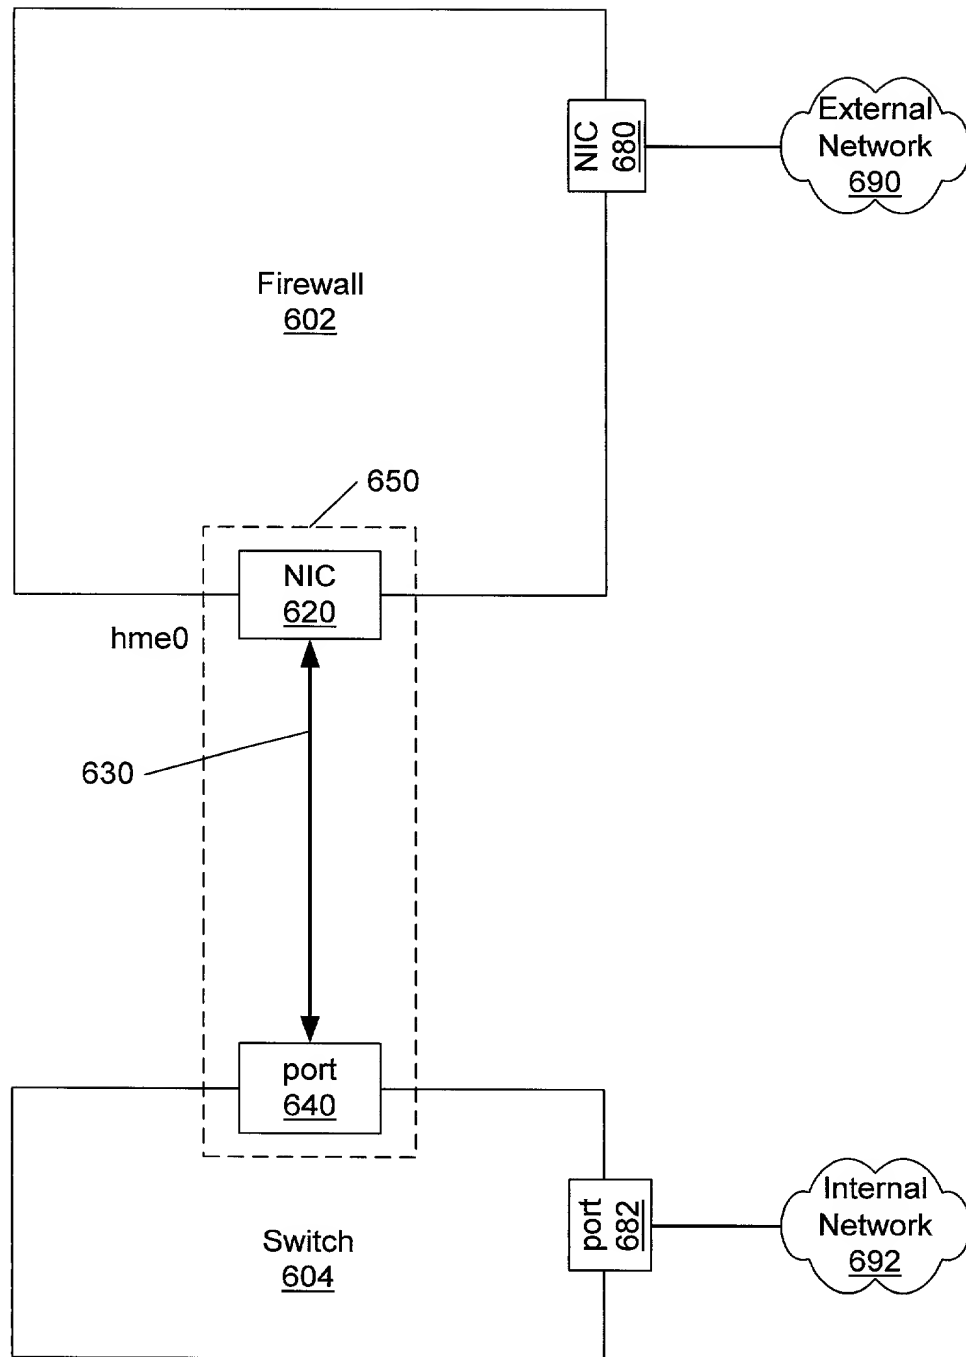 External
Network
690
NIC
680
Firewall
602
650
NIC
620
hme0
630
port
640
port
682
Internal
Network
692
Switch
604